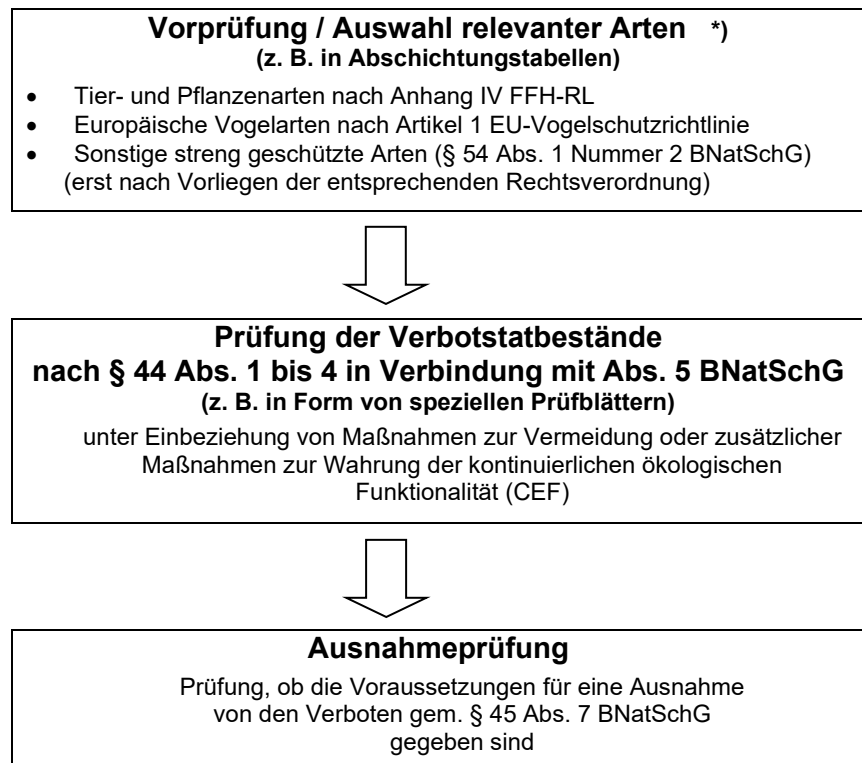 Vorprüfung / Auswahl relevanter Arten *)
(z. B. in Abschichtungstabellen)
• Tier- und Pflanzenarten nach Anhang IV FFH-RL
• Europäische Vogelarten nach Artikel 1 EU-Vogelschutzrichtlinie
• Sonstige streng geschützte Arten (§ 54 Abs. 1 Nummer 2 BNatSchG)
(erst nach Vorliegen der entsprechenden Rechtsverordnung)
Prüfung der Verbotstatbestände
nach § 44 Abs. 1 bis 4 in Verbindung mit Abs. 5 BNatSchG
(z. B. in Form von speziellen Prüfblättern)
unter Einbeziehung von Maßnahmen zur Vermeidung oder zusätzlicher
Maßnahmen zur Wahrung der kontinuierlichen ökologischen
Funktionalität (CEF)
Ausnahmeprüfung
Prüfung, ob die Voraussetzungen für eine Ausnahme
von den Verboten gem. § 45 Abs. 7 BNatSchG
gegeben sind